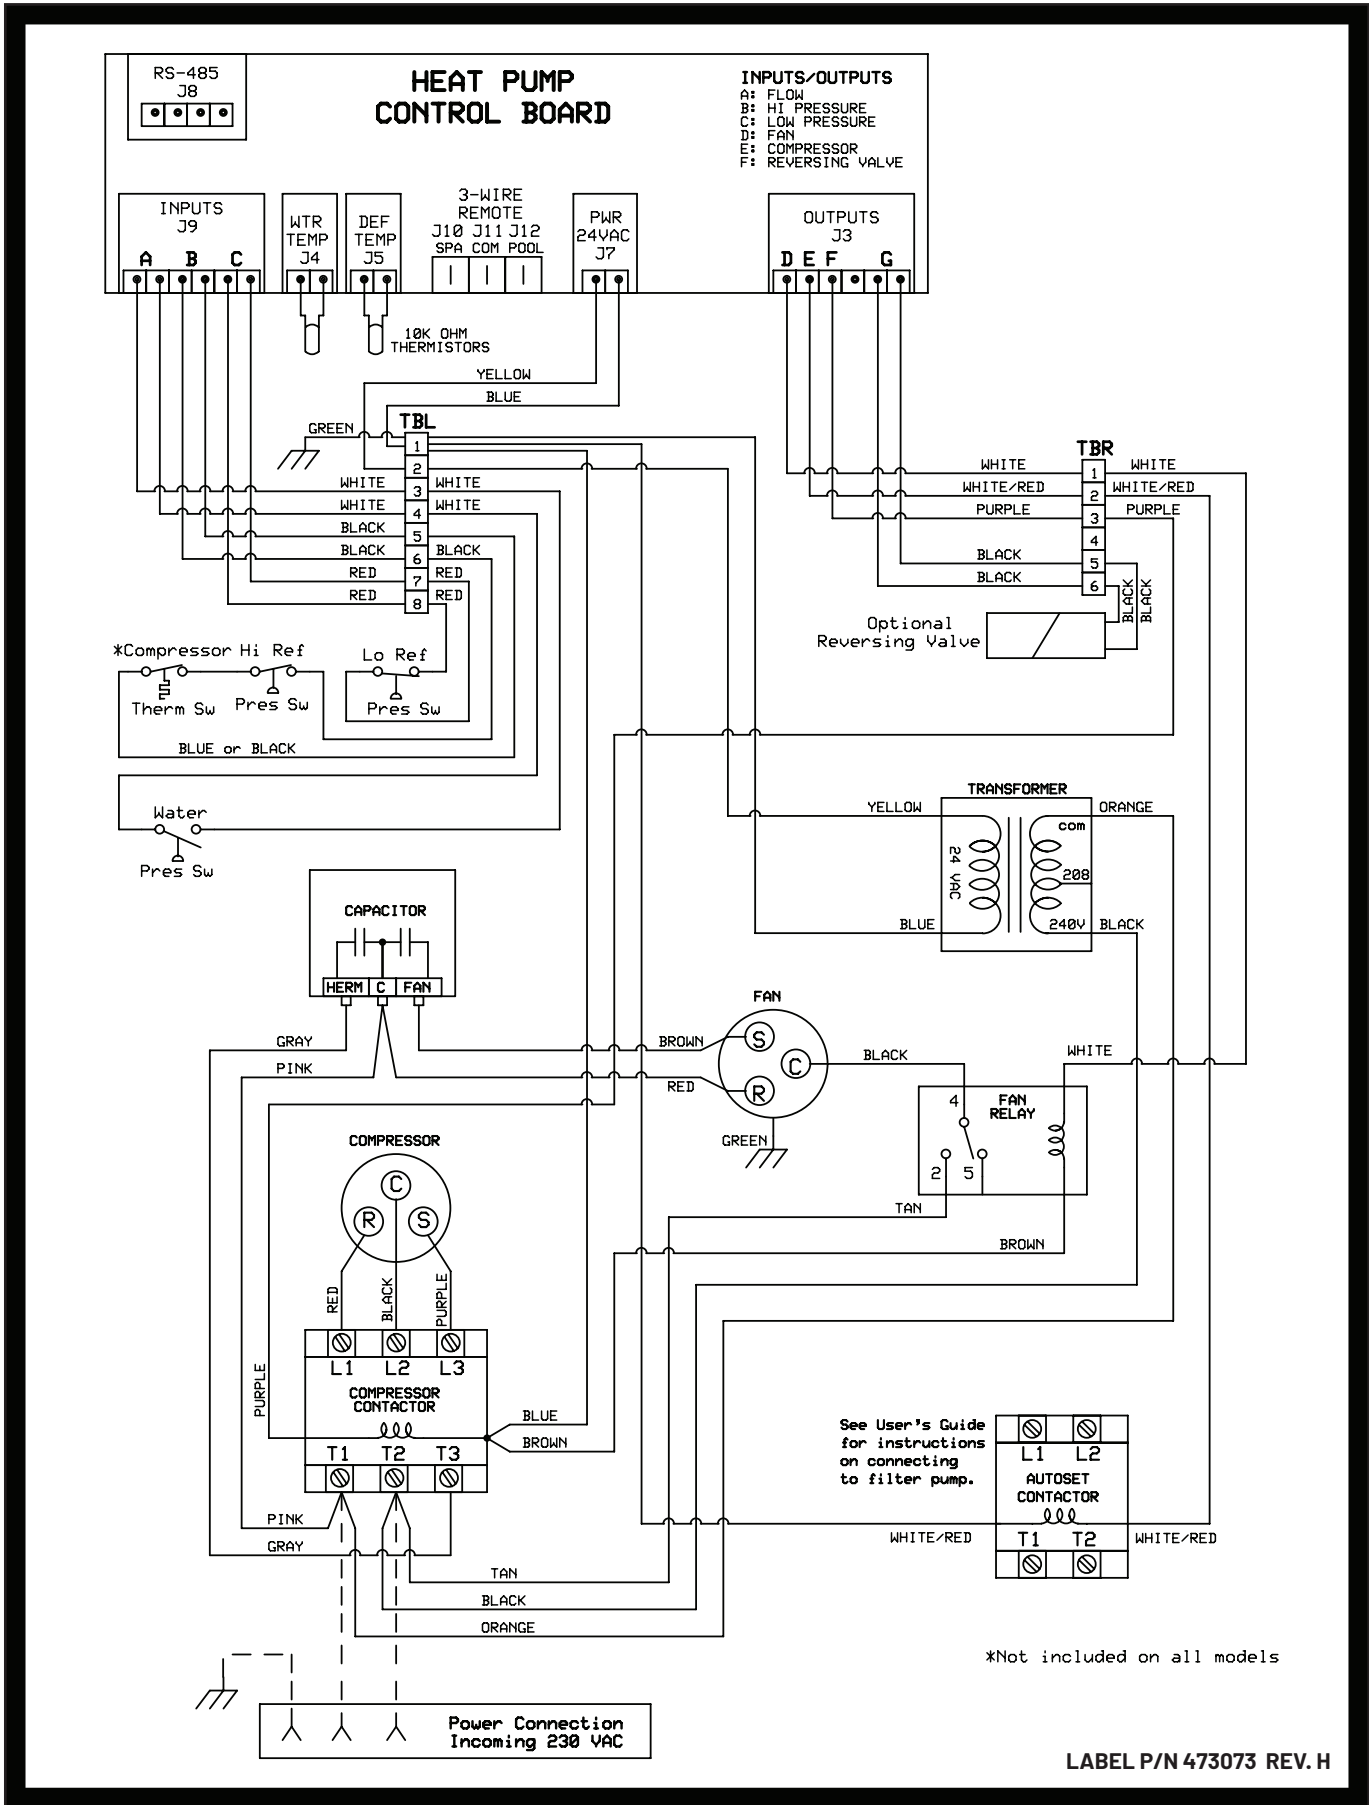 RS-485
J8
HEAT PUMP
CONTROL BOARD
INPUTS/OUTPUTS
A: FLOW
B: HI PRESSURE
C: LOW PRESSURE
D: FAN
E: COMPRESSOR
F: REVERSING VALVE
INPUTS
J9
A B C
WTR
TEMP
J4
DEF
TEMP
J5
3-WIRE
REMOTE
J10 J11 J12
SPA COM POOL
PWR
24VAC
J7
OUTPUTS
J3
D E F G
10K OHM
THERMISTORS
YELLOW
BLUE
GREEN
TBL
1
2
WHITE 3 WHITE
WHITE 4 WHITE
BLACK 5
BLACK 6 BLACK
RED 7 RED
RED 8 RED
TBR
WHITE 1 WHITE
WHITE/RED 2 WHITE/RED
PURPLE 3 PURPLE
4
BLACK 5
BLACK 6
BLACK
BLACK
Optional
Reversing Valve
*Compressor Hi Ref
Therm Sw Pres Sw
Lo Ref
Pres Sw
BLUE or BLACK
Water
Pres Sw
TRANSFORMER
YELLOW
ORANGE
com
24 VAC
208
240V
BLUE
BLACK
CAPACITOR
HERM C FAN
GRAY
PINK
FAN
BROWN
RED
S
C
R
GREEN
BLACK
WHITE
4
FAN
RELAY
2 5
TAN
BROWN
COMPRESSOR
C
R S
RED
BLACK
PURPLE
L1 L2 L3
PURPLE
COMPRESSOR
CONTACTOR
T1 T2 T3
BLUE
BROWN
PINK
GRAY
TAN
BLACK
ORANGE
See User's Guide
for instructions
on connecting
to filter pump.
L1 L2
AUTOSET
CONTACTOR
T1 T2
WHITE/RED
WHITE/RED
*Not included on all models
Power Connection
Incoming 230 VAC
LABEL P/N 473073 REV. H